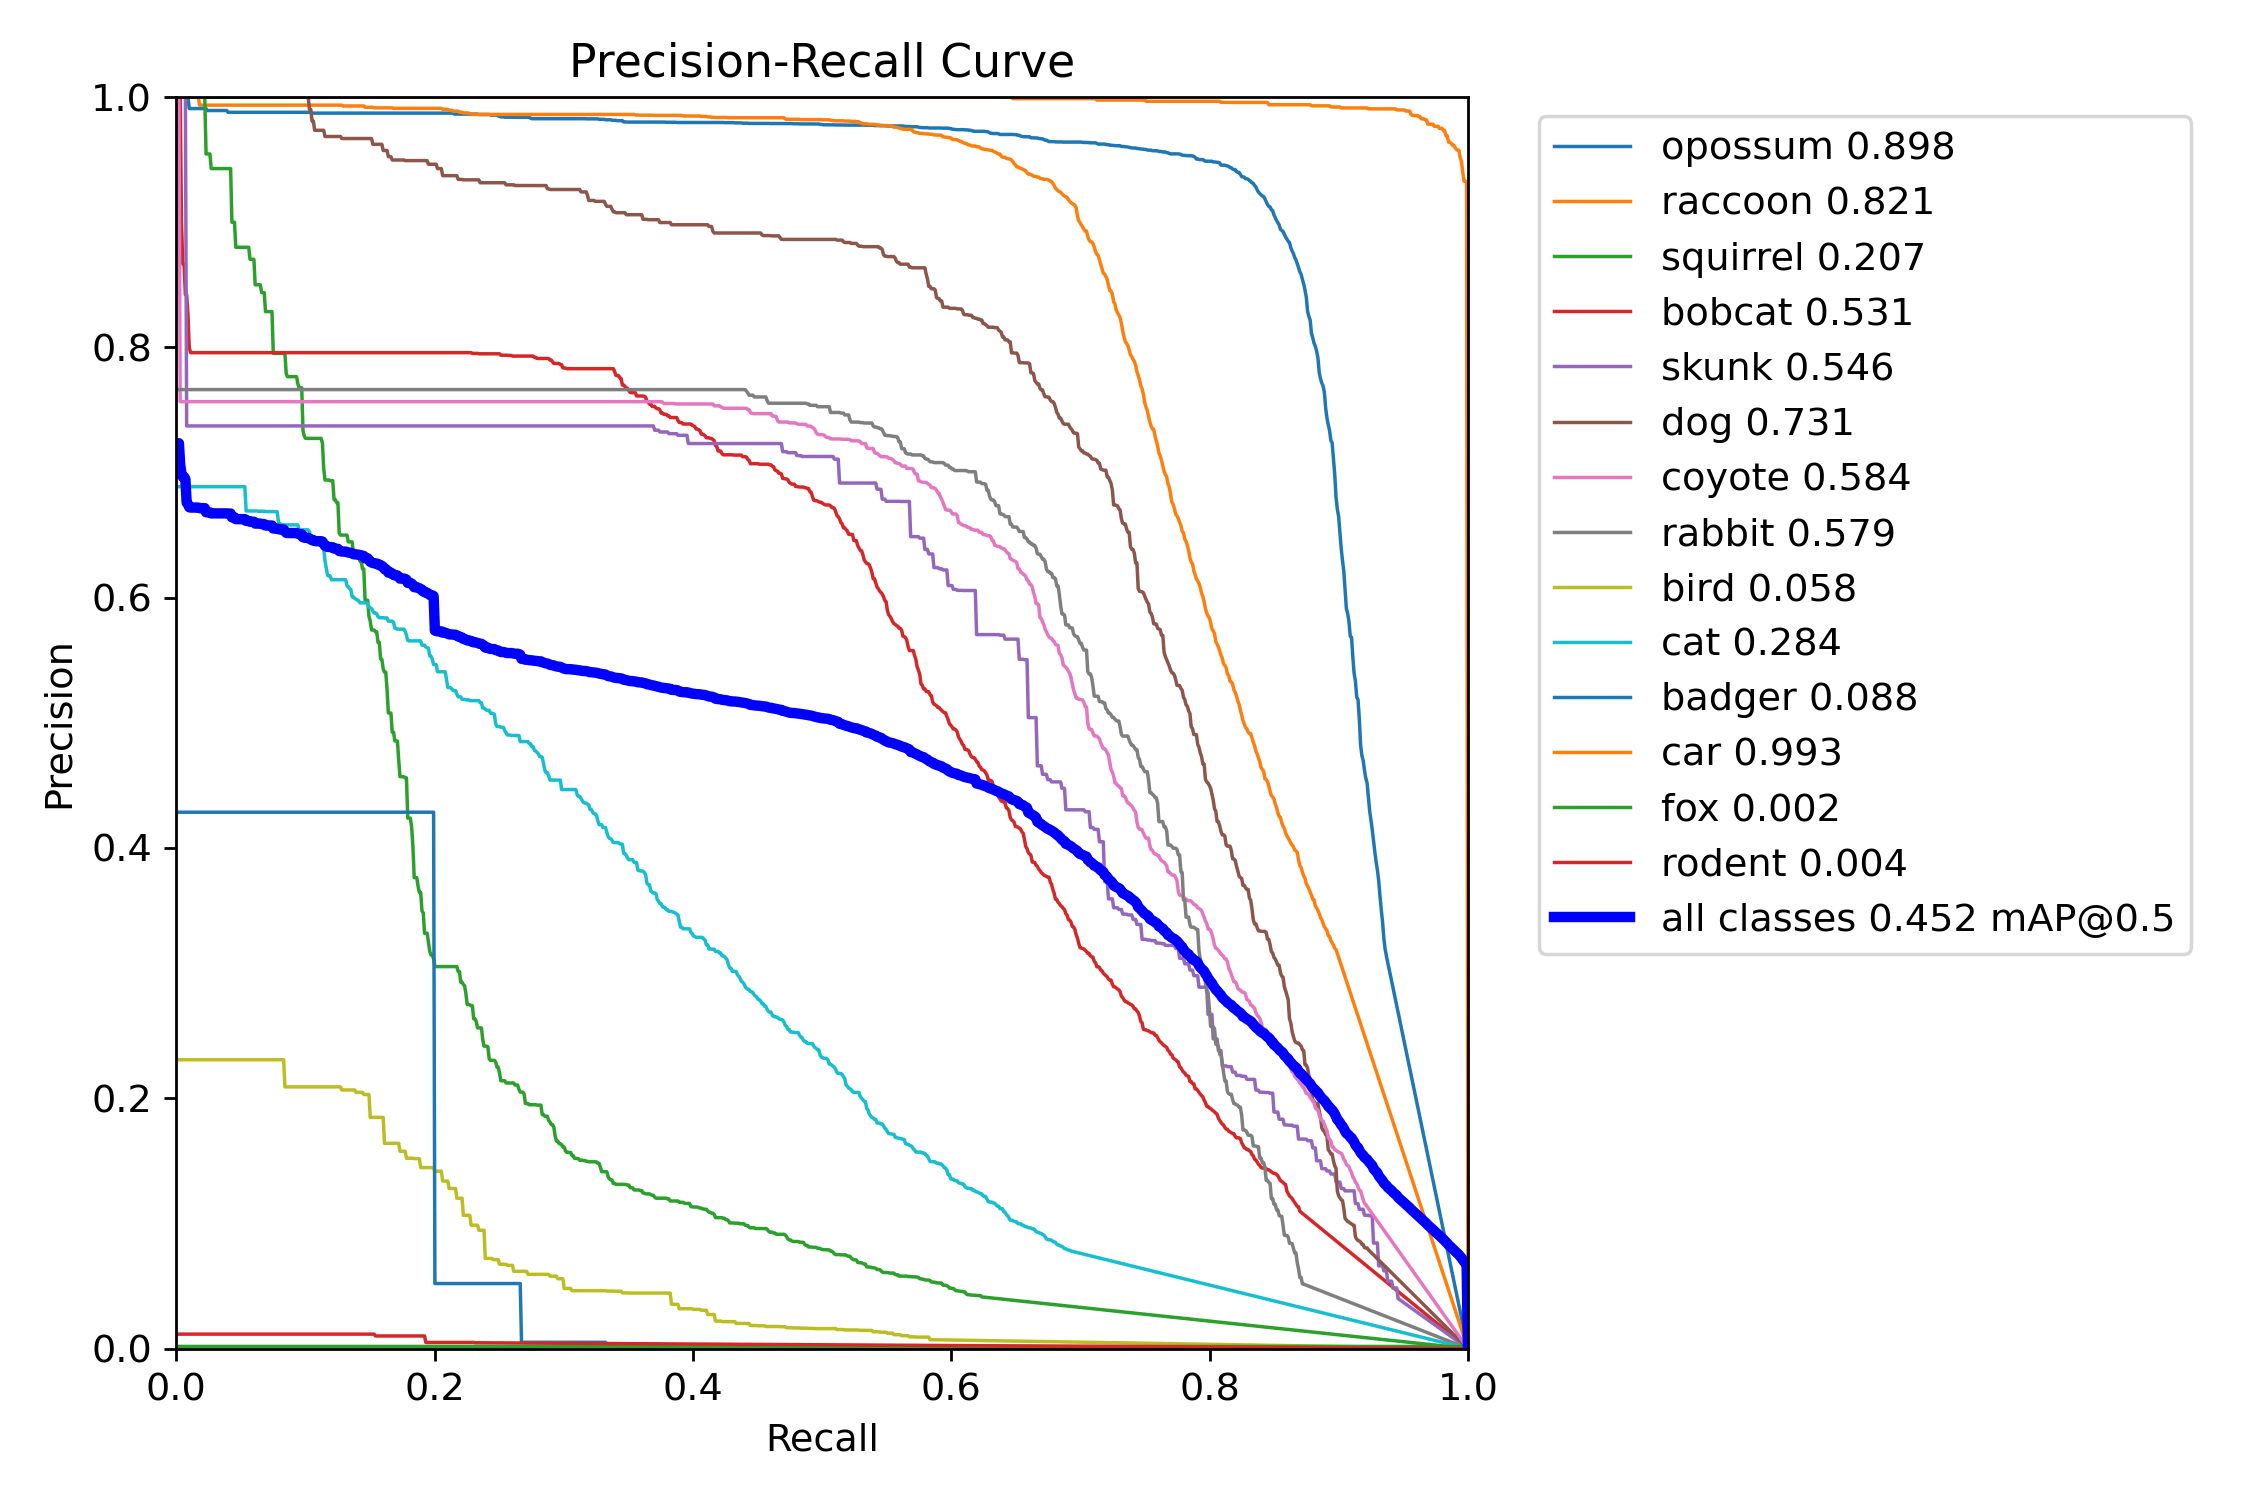 Precision-Recall Curve
1.0
0.8
0.6
0.4
0.2
0.0
Precision
0.0 0.2 0.4 0.6 0.8 1.0
Recall
opossum 0.898
raccoon 0.821
squirrel 0.207
bobcat 0.531
skunk 0.546
dog 0.731
coyote 0.584
rabbit 0.579
bird 0.058
cat 0.284
badger 0.088
car 0.993
fox 0.002
rodent 0.004
all classes 0.452 mAP@0.5